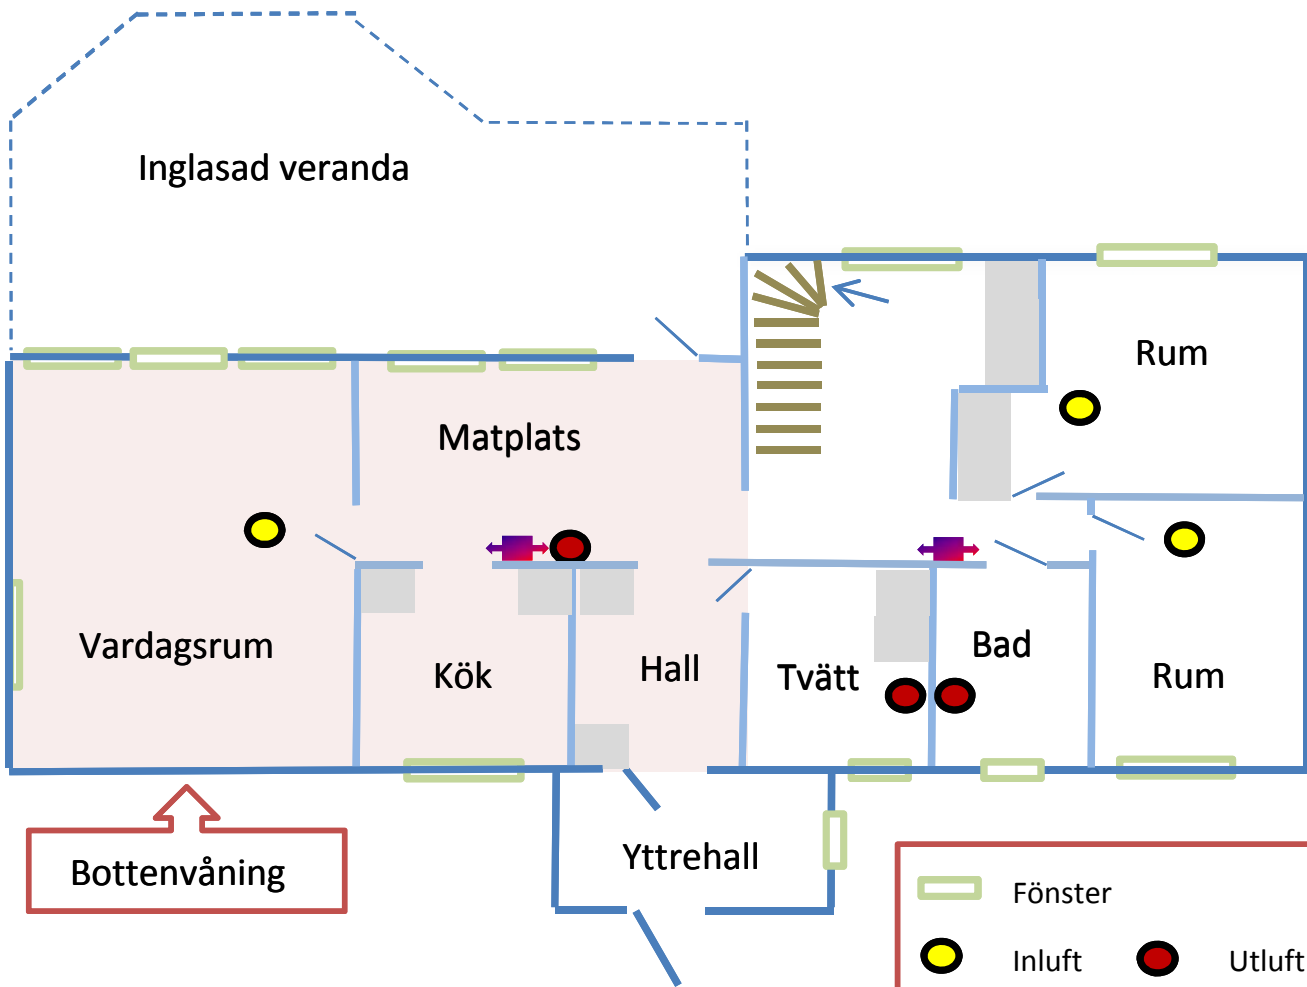 Inglasad veranda
Rum
Matplats
Vardagsrum
Kök
Hall
Tvätt
Bad
Rum
Yttrehall
Bottenvåning
Fönster
Inluft
Utluft